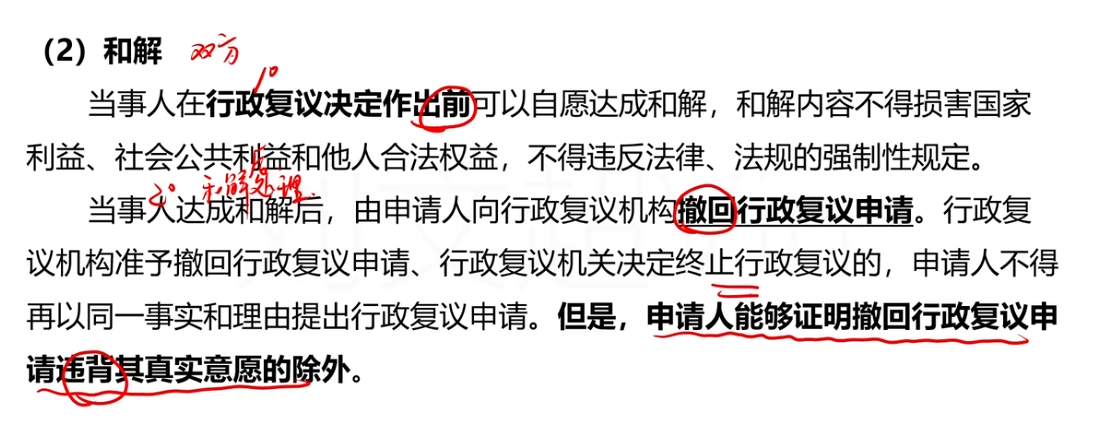 （2）和解 双方
1°
当事人在行政复议决定作出前可以自愿达成和解，和解内容不得损害国家
利益、社会公共利益和他人合法权益，不得违反法律、法规的强制性规定。
2° 和解后处理
当事人达成和解后，由申请人向行政复议机构撤回行政复议申请。行政复
议机构准予撤回行政复议申请、行政复议机关决定终止行政复议的，申请人不得
再以同一事实和理由提出行政复议申请。但是，申请人能够证明撤回行政复议申
请违背其真实意愿的除外。